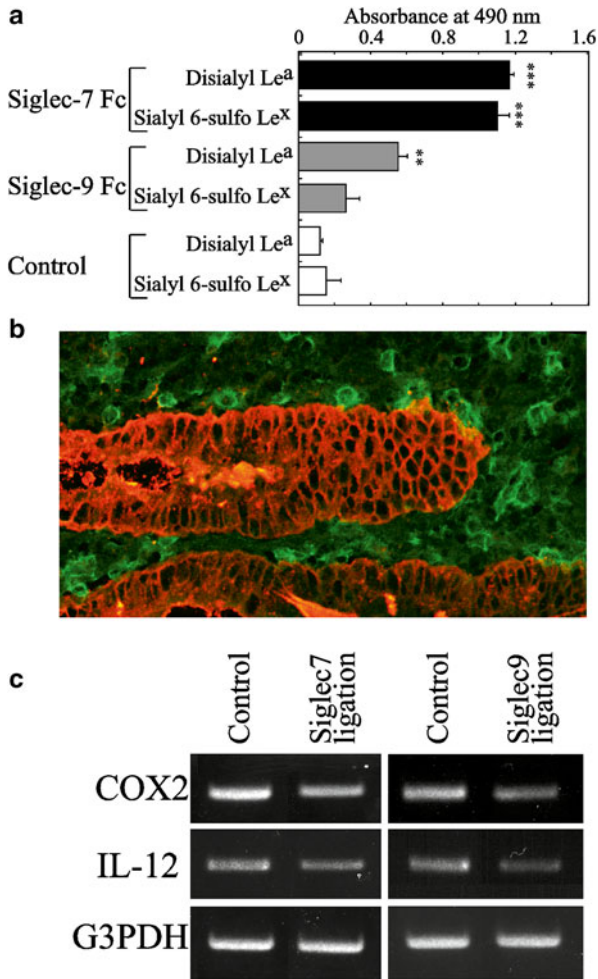 a
Absorbance at 490 nm
0 0.4 0.8 1.2 1.6
Siglec-7 Fc
Disialyl Leᵃ
***
Sialyl 6-sulfo Leˣ
***
Siglec-9 Fc
Disialyl Leᵃ
**
Sialyl 6-sulfo Leˣ
Control
Disialyl Leᵃ
Sialyl 6-sulfo Leˣ
b
c
Control
Siglec7
ligation
Control
Siglec9
ligation
COX2
IL-12
G3PDH